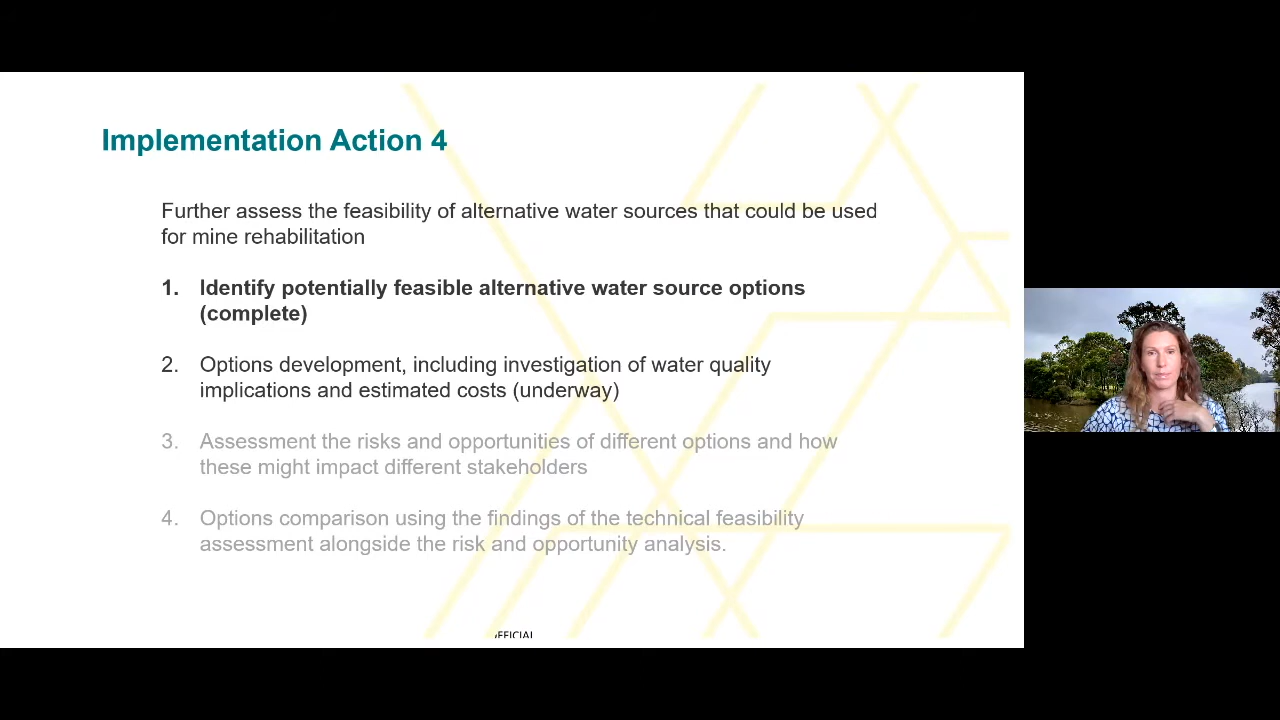 Implementation Action 4
Further assess the feasibility of alternative water sources that could be used
for mine rehabilitation
1. Identify potentially feasible alternative water source options
(complete)
2. Options development, including investigation of water quality
implications and estimated costs (underway)
3. Assessment the risks and opportunities of different options and how
these might impact different stakeholders
4. Options comparison using the findings of the technical feasibility
assessment alongside the risk and opportunity analysis.